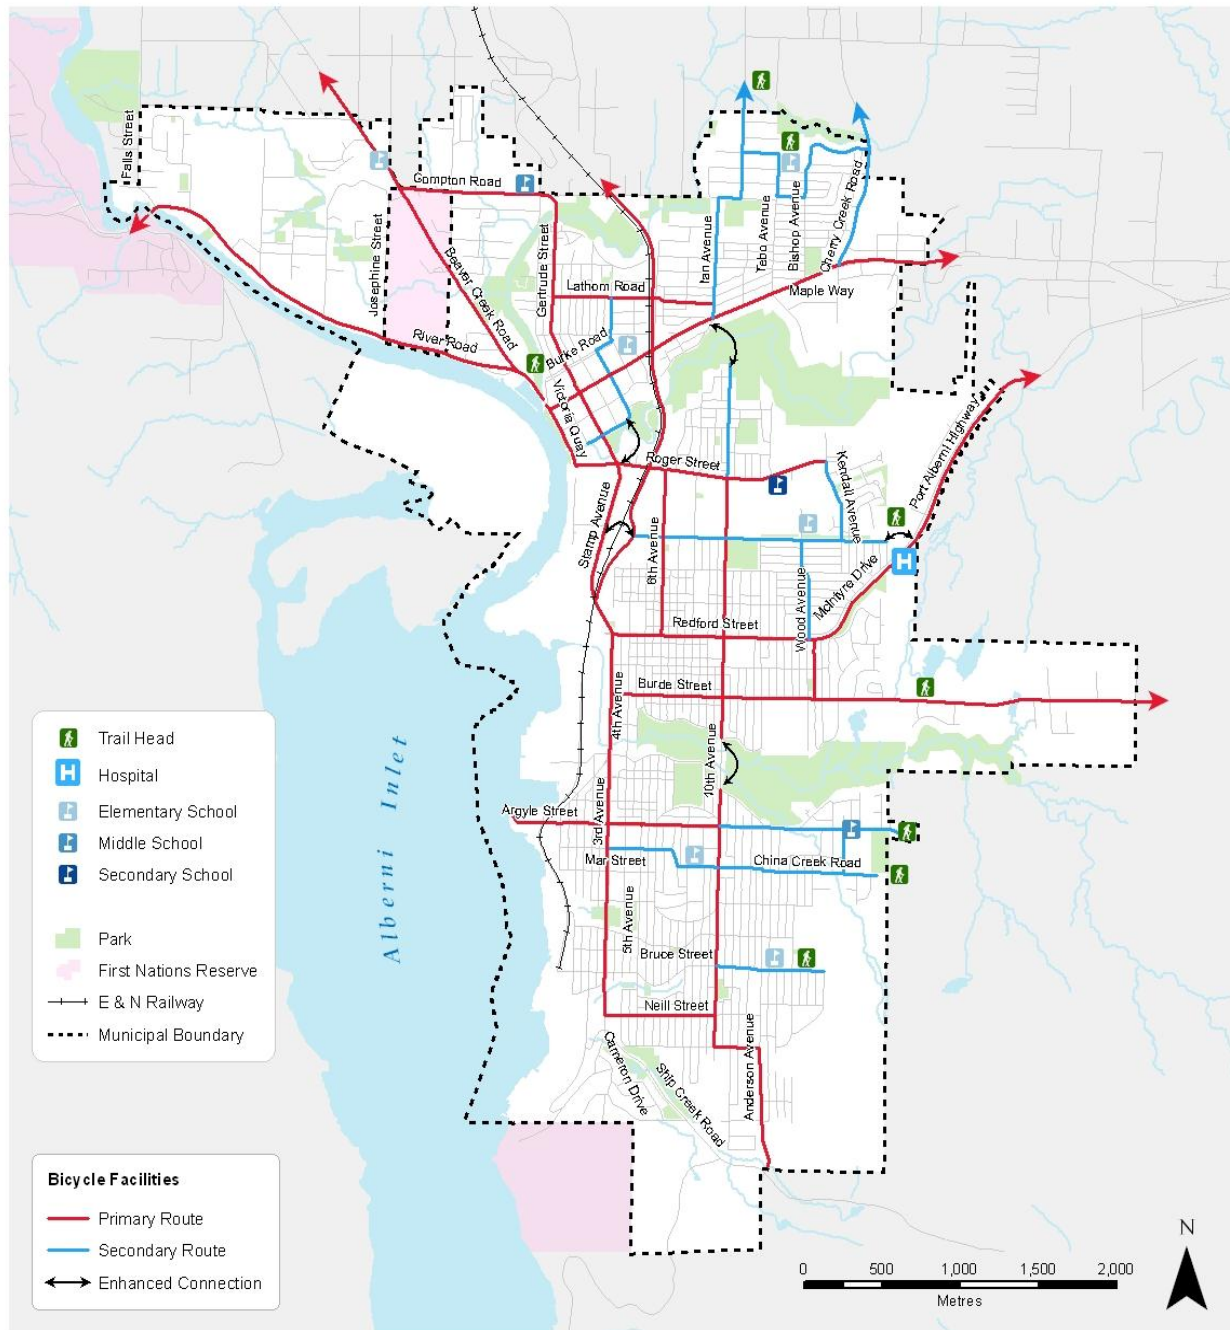 Falls Street
Compton Road
Josephine Street
Beaver Creek Road
Gertrude Street
Lathom Road
Ian Avenue
Tebo Avenue
Bishop Avenue
Cherry Creek Road
Maple Way
River Road
Burke Road
Victoria Quay
Roger Street
Kendall Avenue
Port Alberni Highway
Stamp Avenue
6th Avenue
Wood Avenue
McIntyre Drive
H
Redford Street
Burde Street
4th Avenue
10th Avenue
Argyle Street
3rd Avenue
Mar Street
China Creek Road
5th Avenue
Bruce Street
Neill Street
Cameron Drive
Ship Creek Road
Anderson Avenue
Alberni Inlet
Trail Head
H
Hospital
Elementary School
Middle School
Secondary School
Park
First Nations Reserve
E & N Railway
Municipal Boundary
Bicycle Facilities
Primary Route
Secondary Route
Enhanced Connection
N
0 500 1,000 1,500 2,000
Metres